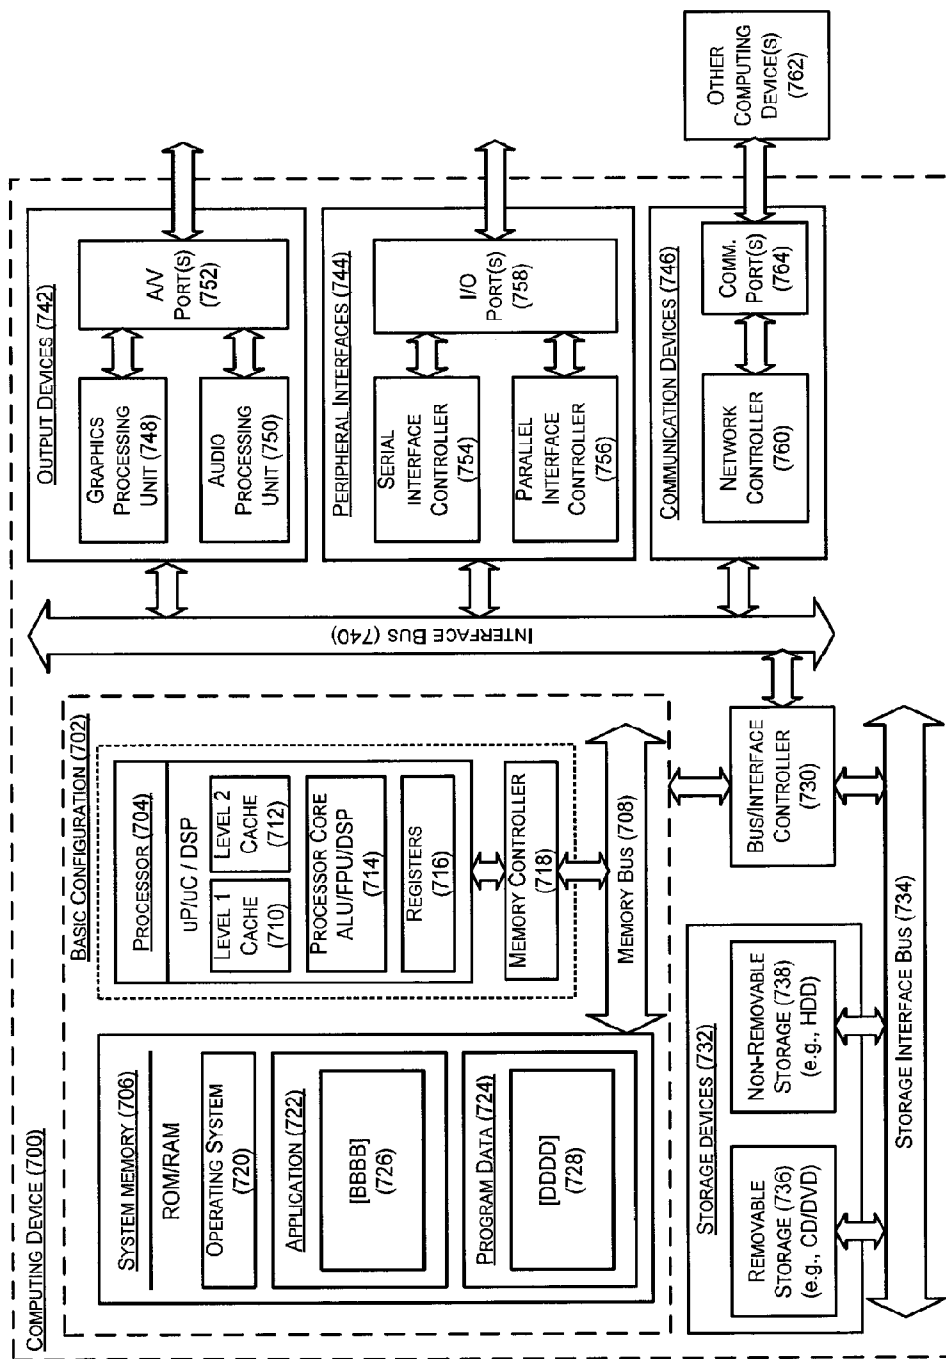 COMPUTING DEVICE (700)
BASIC CONFIGURATION (702)
SYSTEM MEMORY (706)
ROM/RAM
OPERATING SYSTEM
(720)
APPLICATION (722)
[BBBB]
(726)
PROGRAM DATA (724)
[DDDD]
(728)
PROCESSOR (704)
uP/uC / DSP
LEVEL 1
CACHE
(710)
LEVEL 2
CACHE
(712)
PROCESSOR CORE
ALU/FPU/DSP
(714)
REGISTERS
(716)
MEMORY CONTROLLER
(718)
MEMORY BUS (708)
BUS/INTERFACE
CONTROLLER
(730)
STORAGE DEVICES (732)
REMOVABLE
STORAGE (736)
(e.g., CD/DVD)
NON-REMOVABLE
STORAGE (738)
(e.g., HDD)
STORAGE INTERFACE BUS (734)
INTERFACE BUS (740)
OUTPUT DEVICES (742)
GRAPHICS
PROCESSING
UNIT (748)
AUDIO
PROCESSING
UNIT (750)
A/V
PORT(S)
(752)
PERIPHERAL INTERFACES (744)
SERIAL
INTERFACE
CONTROLLER
(754)
PARALLEL
INTERFACE
CONTROLLER
(756)
I/O
PORT(S)
(758)
COMMUNICATION DEVICES (746)
NETWORK
CONTROLLER
(760)
COMM.
PORT(S)
(764)
OTHER
COMPUTING
DEVICE(S)
(762)